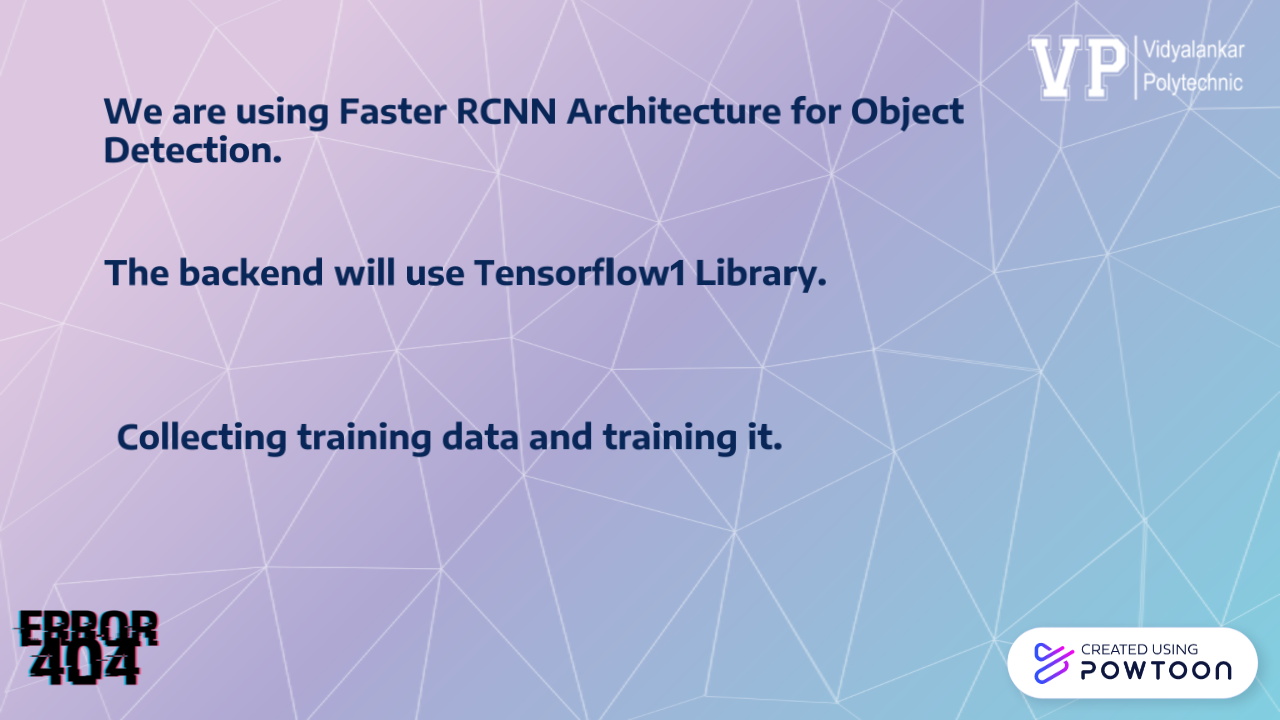 VP Vidyalankar
Polytechnic
We are using Faster RCNN Architecture for Object
Detection.
The backend will use Tensorflow1 Library.
Collecting training data and training it.
ERROR
404
CREATED USING
POWTOON